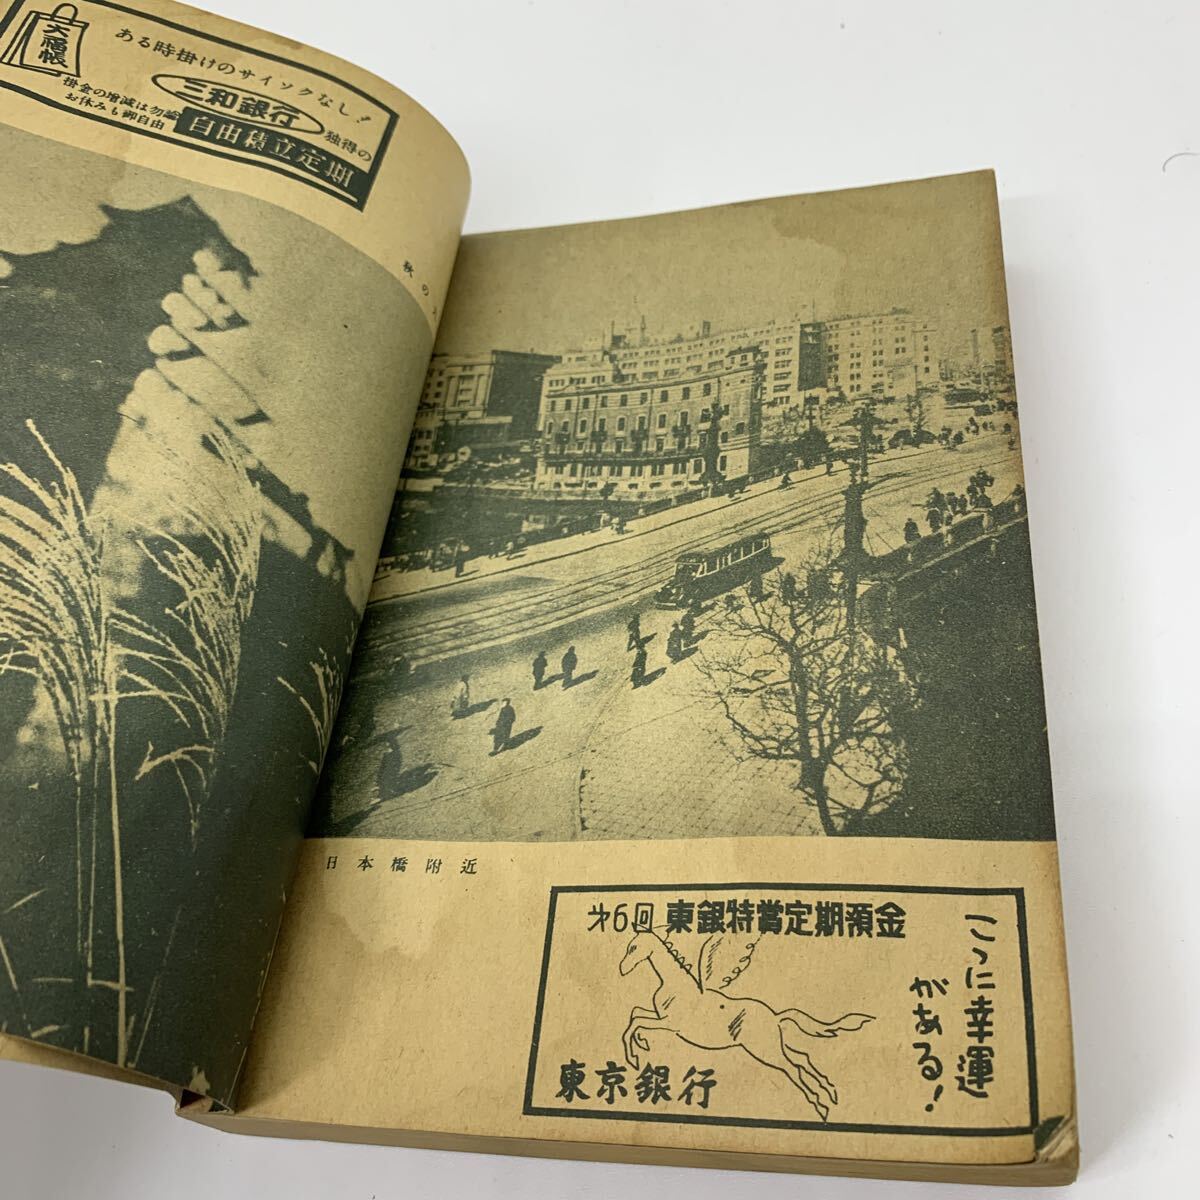 大福帳
ある時掛けのサイソクなし!
掛金の増減は勿論
お休みも御自由
三和銀行
独得の
自由積立定期
秋の
日本橋附近
才6回 東銀特賞定期預金
ここに幸運
がある!
東京銀行